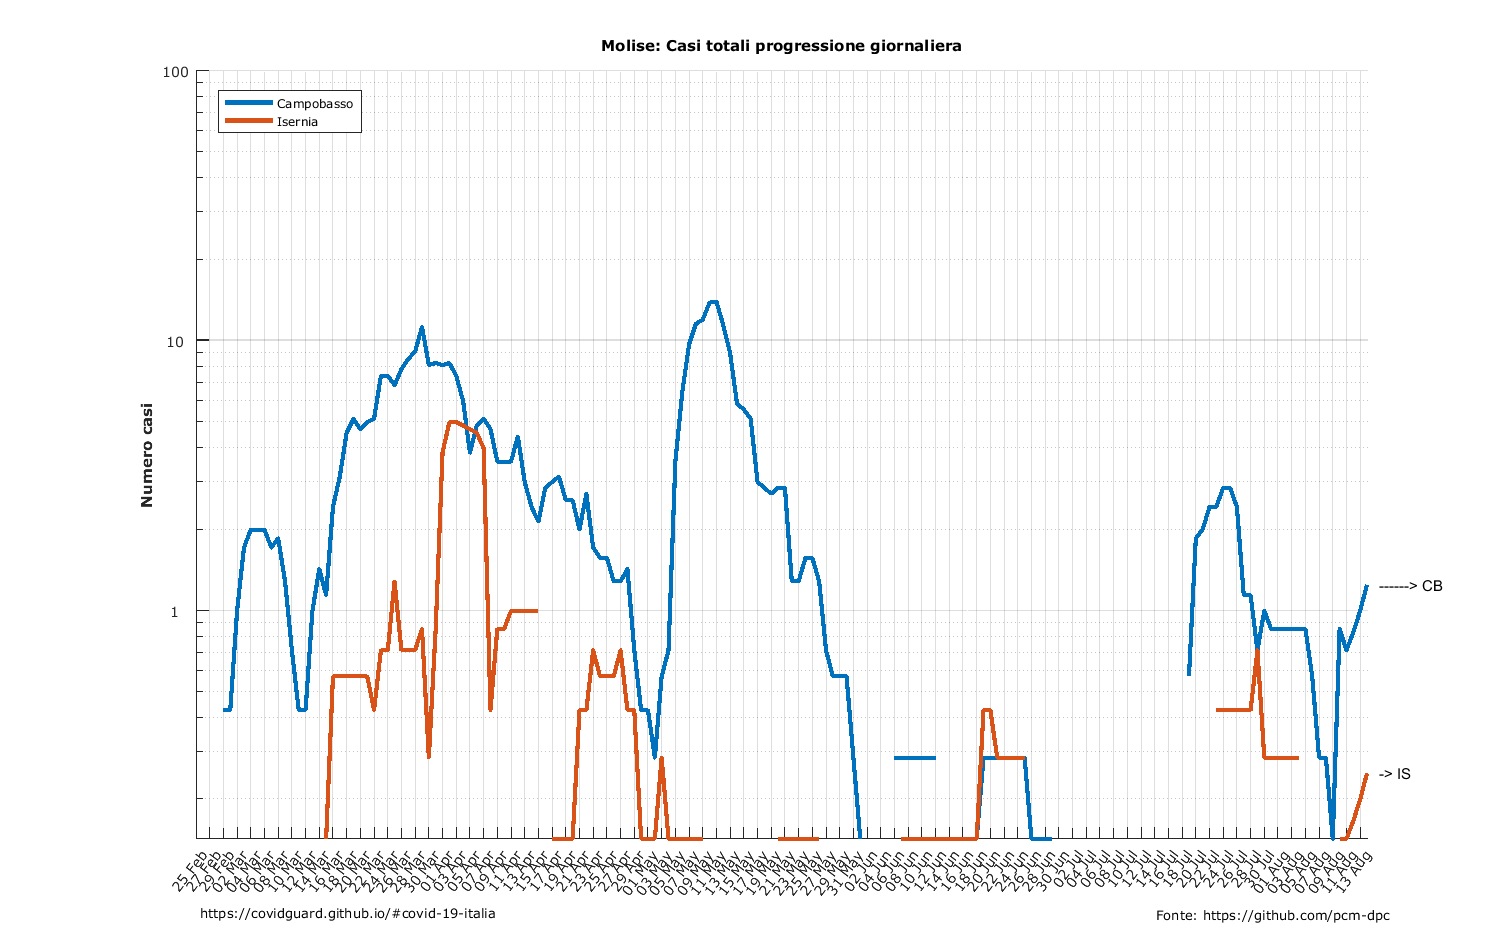 Molise: Casi totali progressione giornaliera
100
10
1
Numero casi
Campobasso
Isernia
------> CB
-> IS
25 Feb
27 Feb
29 Feb
02 Mar
04 Mar
06 Mar
08 Mar
10 Mar
12 Mar
14 Mar
16 Mar
18 Mar
20 Mar
22 Mar
24 Mar
26 Mar
28 Mar
30 Mar
01 Apr
03 Apr
05 Apr
07 Apr
09 Apr
11 Apr
13 Apr
15 Apr
17 Apr
19 Apr
21 Apr
23 Apr
25 Apr
27 Apr
29 Apr
01 May
03 May
05 May
07 May
09 May
11 May
13 May
15 May
17 May
19 May
21 May
23 May
25 May
27 May
29 May
31 May
02 Jun
04 Jun
06 Jun
08 Jun
10 Jun
12 Jun
14 Jun
16 Jun
18 Jun
20 Jun
22 Jun
24 Jun
26 Jun
28 Jun
30 Jun
02 Jul
04 Jul
06 Jul
08 Jul
10 Jul
12 Jul
14 Jul
16 Jul
18 Jul
20 Jul
22 Jul
24 Jul
26 Jul
28 Jul
30 Jul
01 Aug
03 Aug
05 Aug
07 Aug
09 Aug
11 Aug
13 Aug
https://covidguard.github.io/#covid-19-italia
Fonte: https://github.com/pcm-dpc